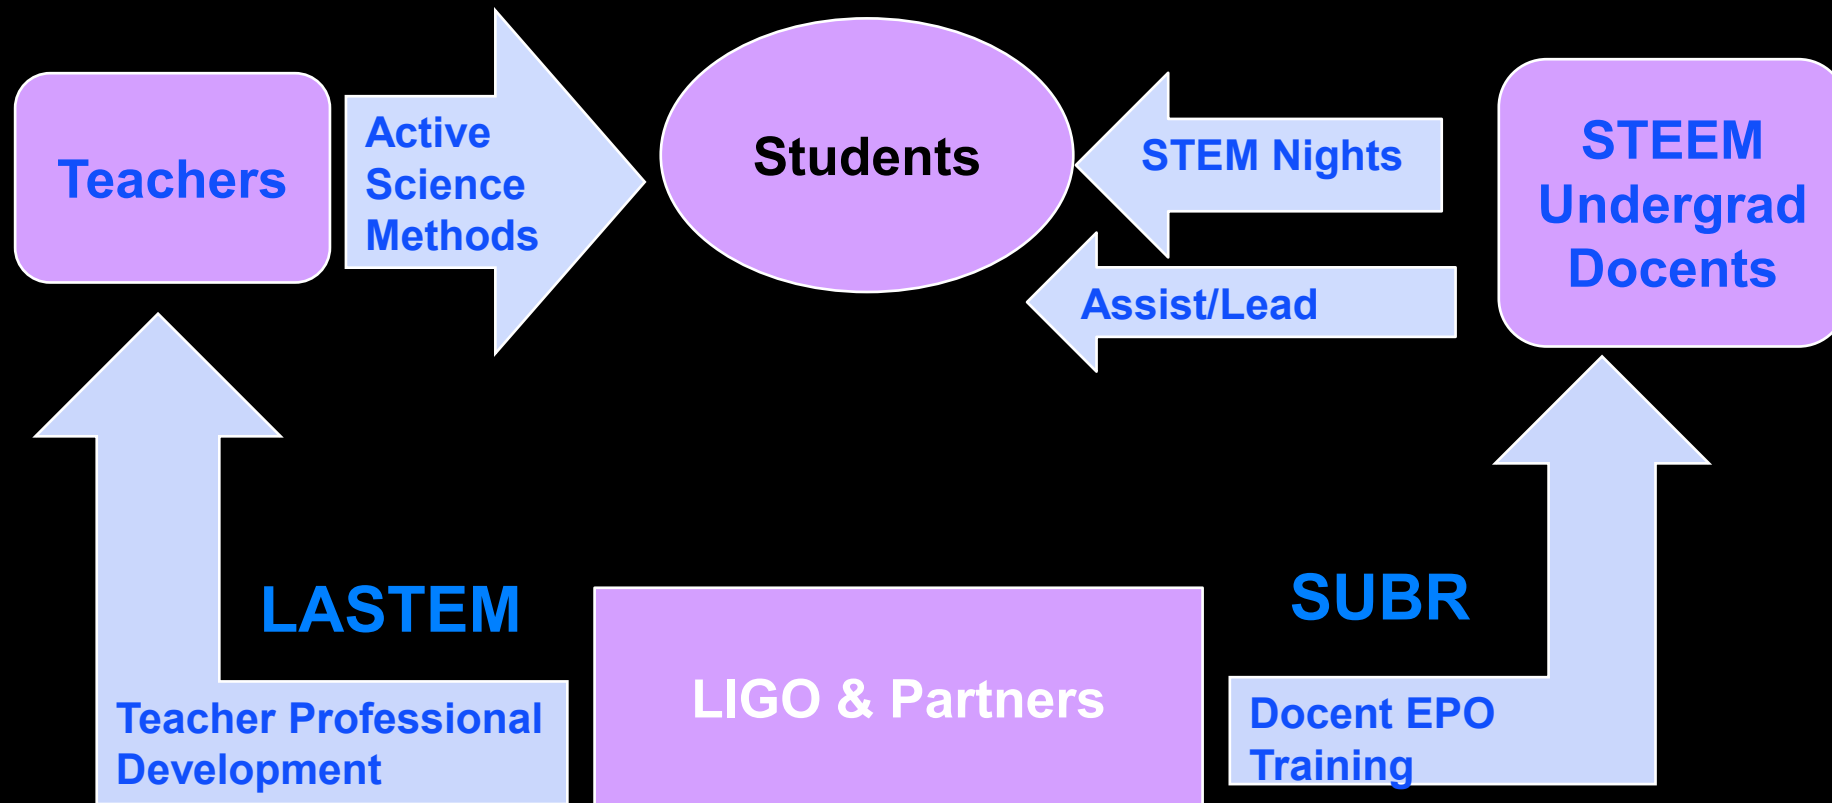 Teachers
Active
Science
Methods
Students
STEM Nights
Assist/Lead
STEEM
Undergrad
Docents
LASTEM
SUBR
Teacher Professional
Development
LIGO & Partners
Docent EPO
Training